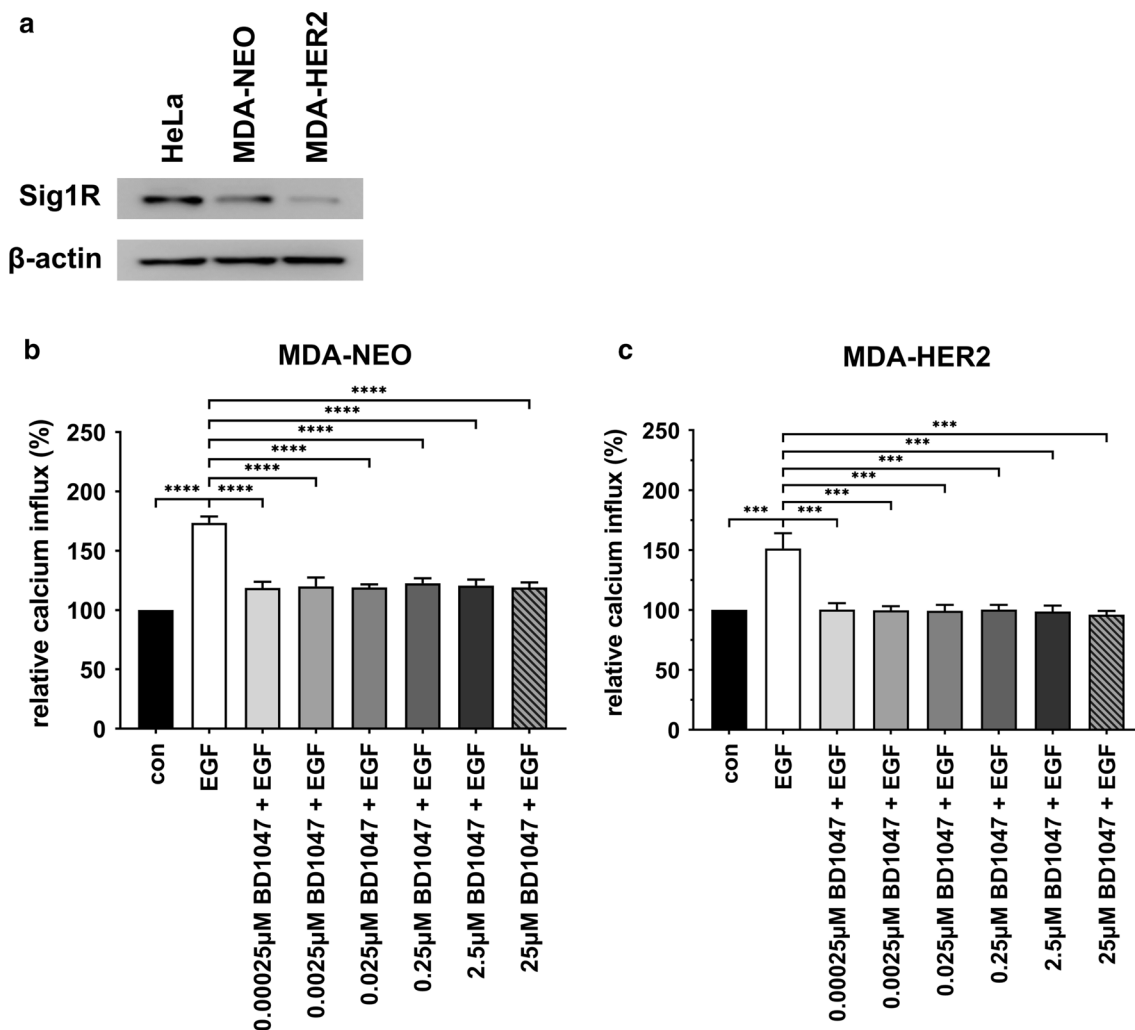 a
HeLa
MDA-NEO
MDA-HER2
Sig1R
β-actin
b
MDA-NEO
relative calcium influx (%)
250
200
150
100
50
0
****
****
****
****
****
**** ****
con
EGF
0.00025µM BD1047 + EGF
0.0025µM BD1047 + EGF
0.025µM BD1047 + EGF
0.25µM BD1047 + EGF
2.5µM BD1047 + EGF
25µM BD1047 + EGF
c
MDA-HER2
relative calcium influx (%)
250
200
150
100
50
0
***
***
***
***
***
*** ***
con
EGF
0.00025µM BD1047 + EGF
0.0025µM BD1047 + EGF
0.025µM BD1047 + EGF
0.25µM BD1047 + EGF
2.5µM BD1047 + EGF
25µM BD1047 + EGF